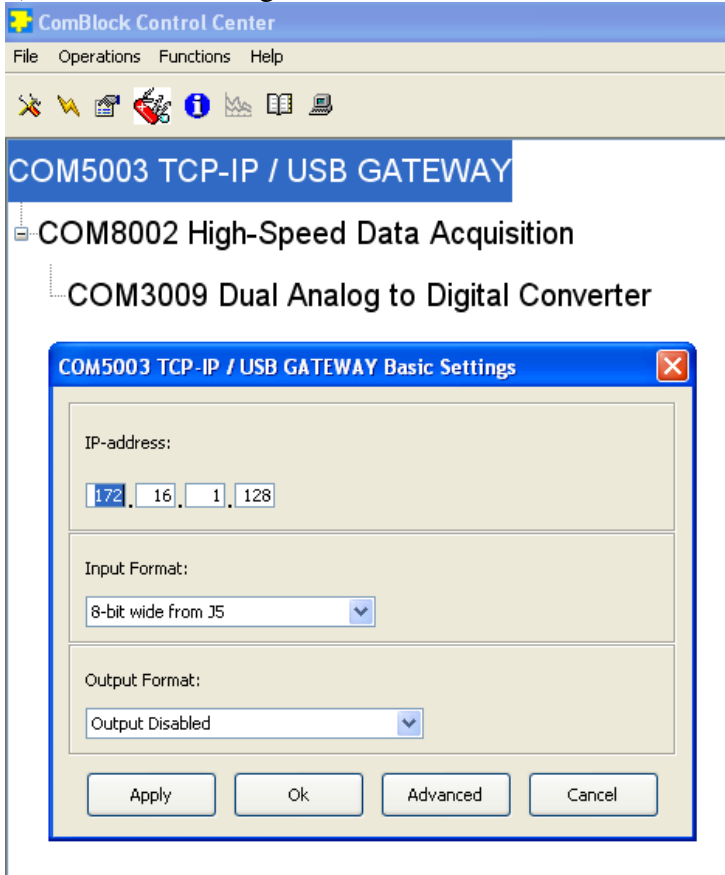 ComBlock Control Center
File Operations Functions Help
COM5003 TCP-IP / USB GATEWAY
COM8002 High-Speed Data Acquisition
COM3009 Dual Analog to Digital Converter
COM5003 TCP-IP / USB GATEWAY Basic Settings
IP-address:
172. 16. 1. 128
Input Format:
8-bit wide from J5
Output Format:
Output Disabled
Apply Ok Advanced Cancel